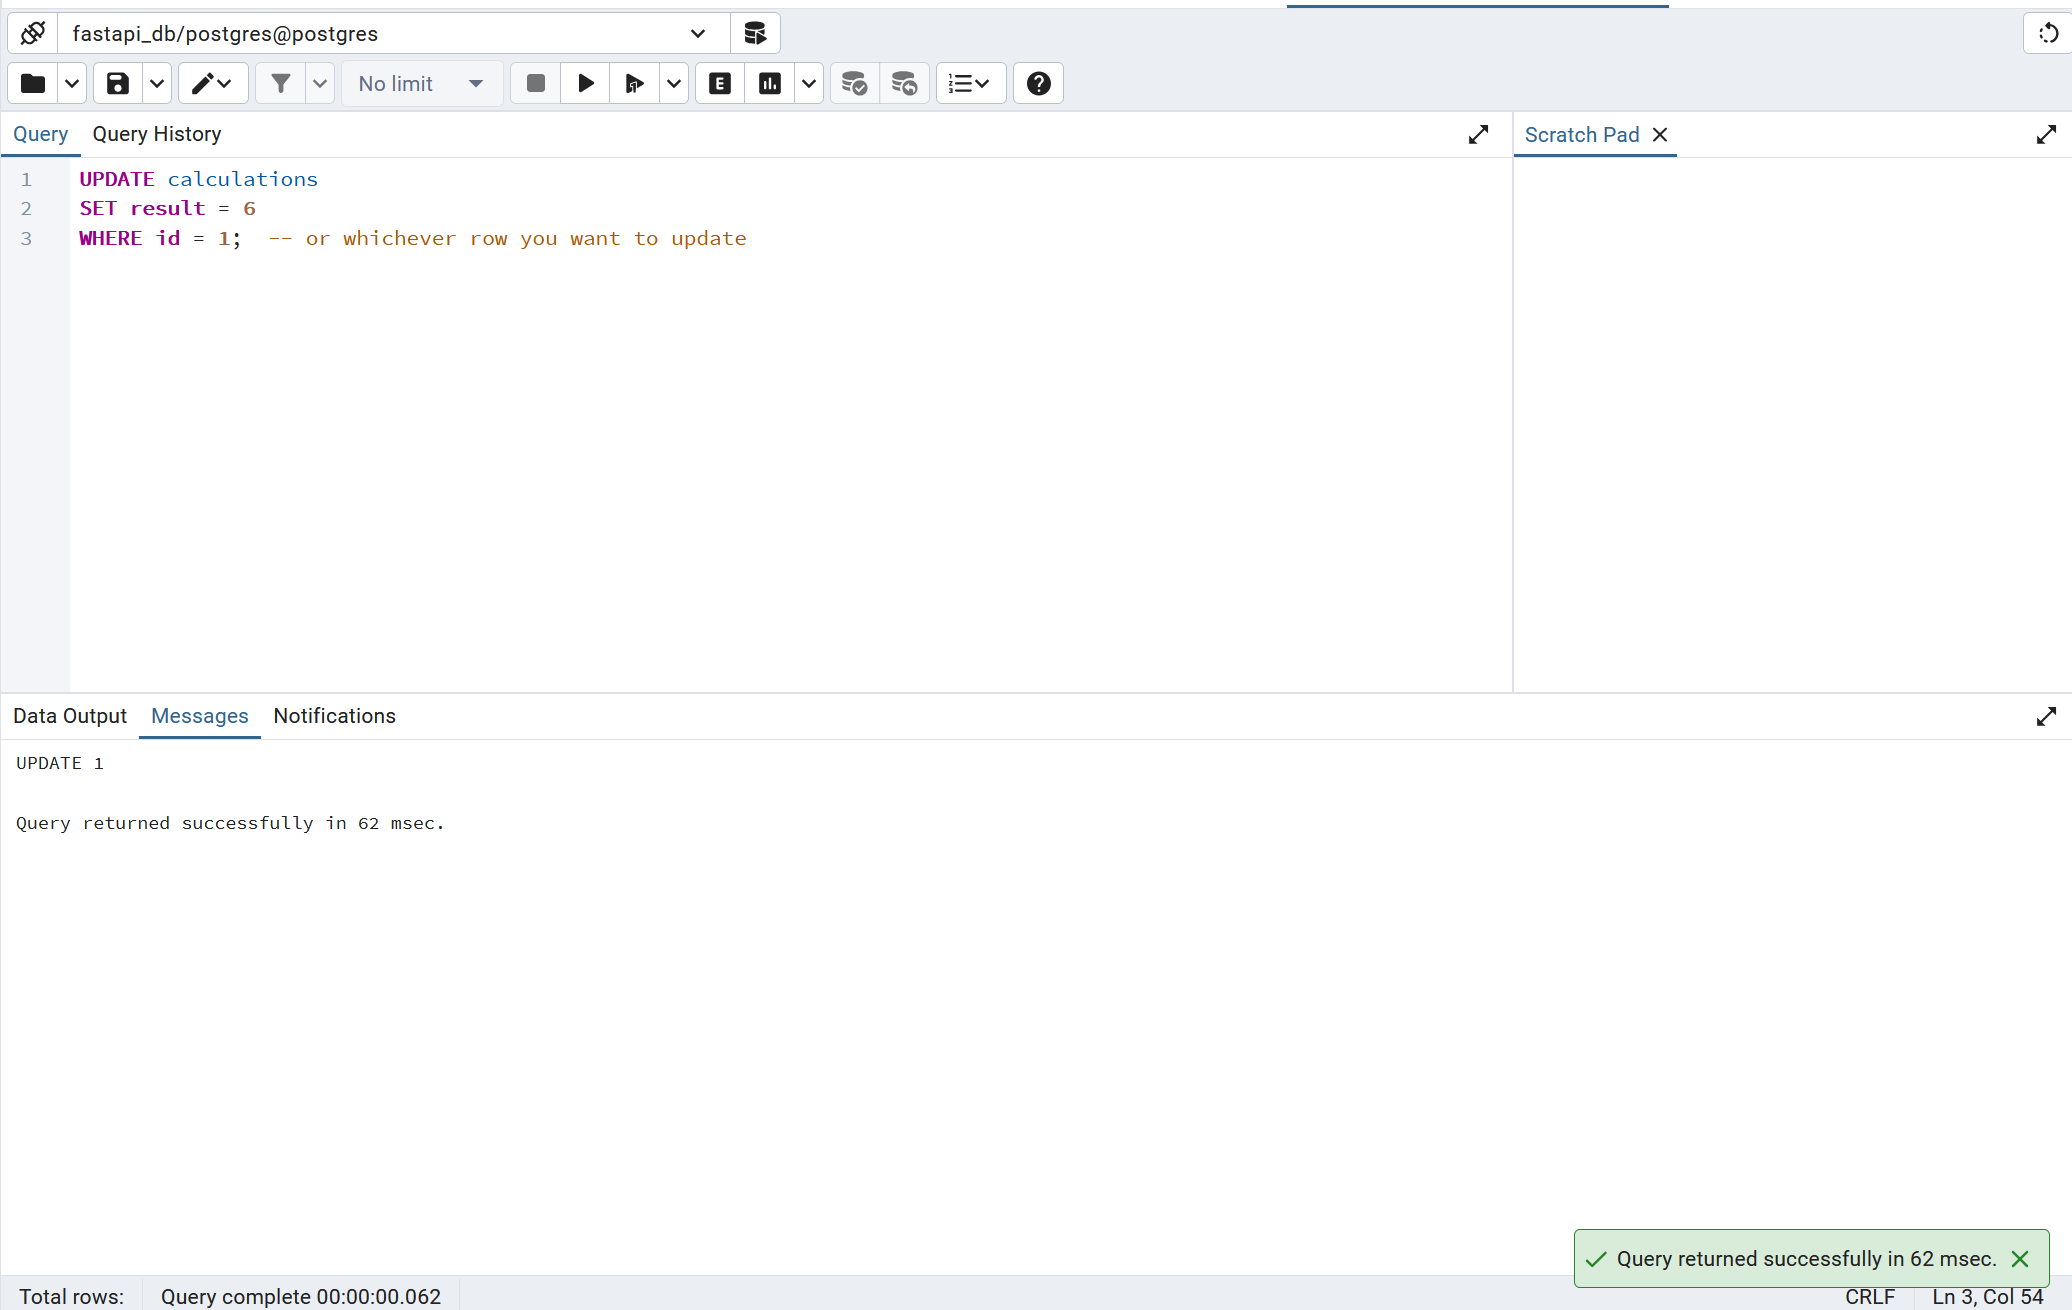 fastapi_db/postgres@postgres
No limit
E
Query Query History
Scratch Pad
1 UPDATE calculations
2 SET result = 6
3 WHERE id = 1;  -- or whichever row you want to update
Data Output Messages Notifications
UPDATE 1
Query returned successfully in 62 msec.
Query returned successfully in 62 msec.
Total rows: Query complete 00:00:00.062 CRLF Ln 3, Col 54